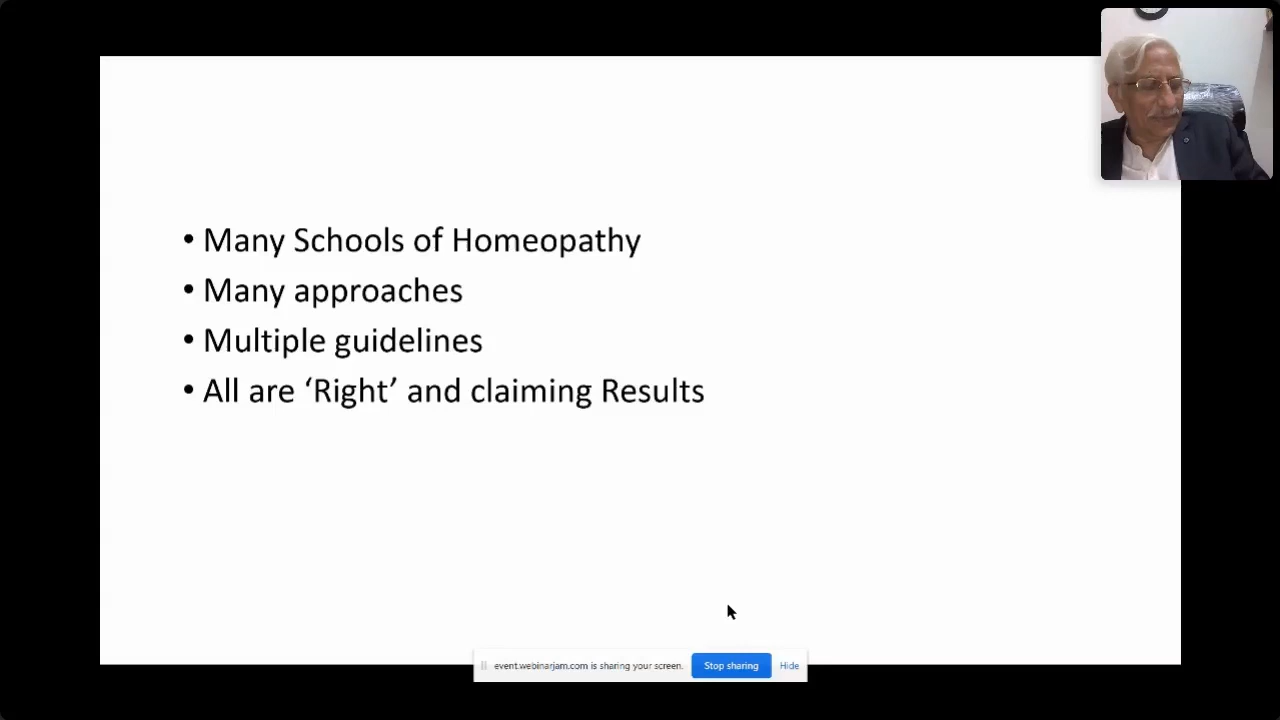 • Many Schools of Homeopathy
• Many approaches
• Multiple guidelines
• All are ‘Right’ and claiming Results
event.webinarjam.com is sharing your screen. Stop sharing Hide